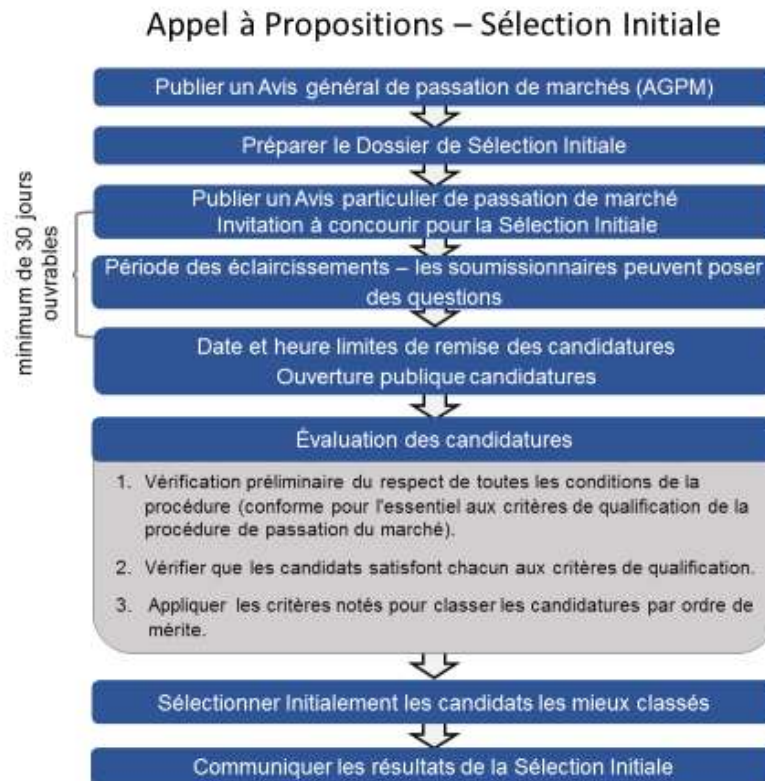 Appel à Propositions – Sélection Initiale
Publier un Avis général de passation de marchés (AGPM)
Préparer le Dossier de Sélection Initiale
minimum de 30 jours
ouvrables
Publier un Avis particulier de passation de marché
Invitation à concourir pour la Sélection Initiale
Période des éclaircissements – les soumissionnaires peuvent poser
des questions
Date et heure limites de remise des candidatures
Ouverture publique candidatures
Évaluation des candidatures
1. Vérification préliminaire du respect de toutes les conditions de la
procédure (conforme pour l'essentiel aux critères de qualification de la
procédure de passation du marché).
2. Vérifier que les candidats satisfont chacun aux critères de qualification.
3. Appliquer les critères notés pour classer les candidatures par ordre de
mérite.
Sélectionner Initialement les candidats les mieux classés
Communiquer les résultats de la Sélection Initiale